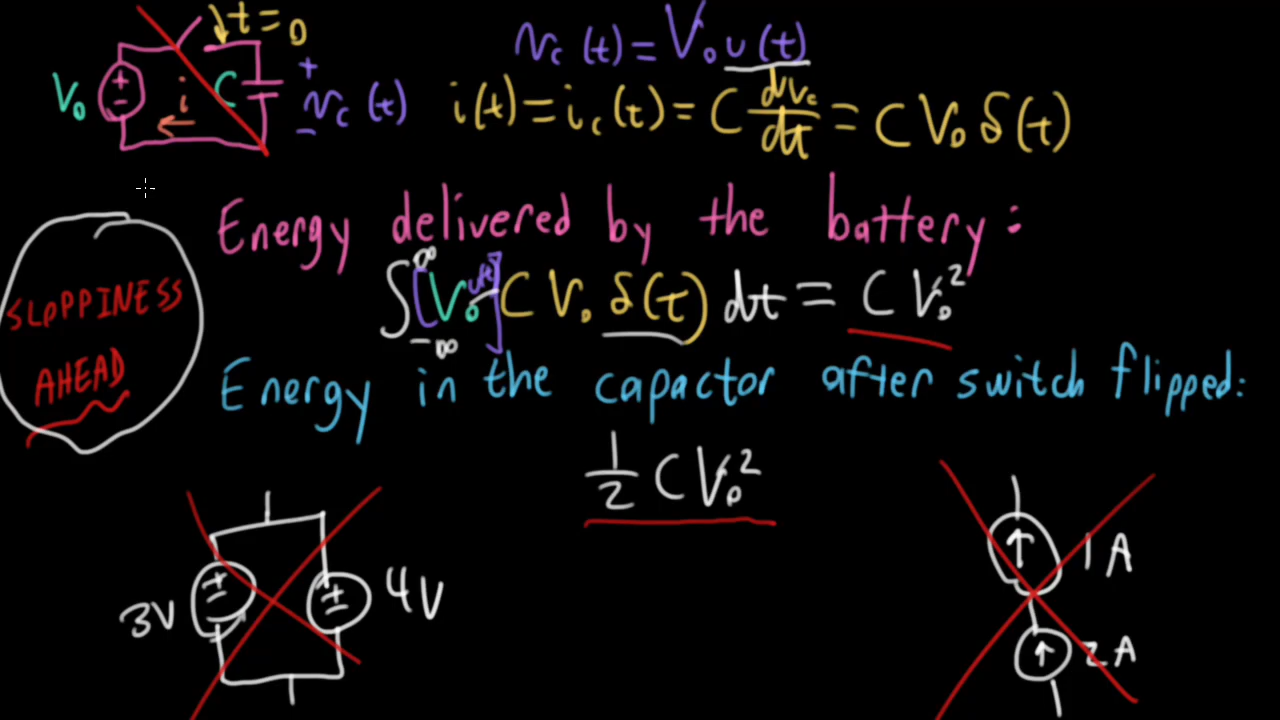 t = 0
V₀ + - i C + v_c(t) -
v_c(t) = V₀ u(t)
i(t) = i_c(t) = C dv_c/dt = C V₀ δ(t)
Energy delivered by the battery:
∫_{-∞}^{∞} [V₀ u(t)] C V₀ δ(t) dt = C V₀²
SLOPPINESS
AHEAD
Energy in the capactor after switch flipped:
1/2 C V₀²
3V + - + - 4V
↑ 1A
↑ 2A